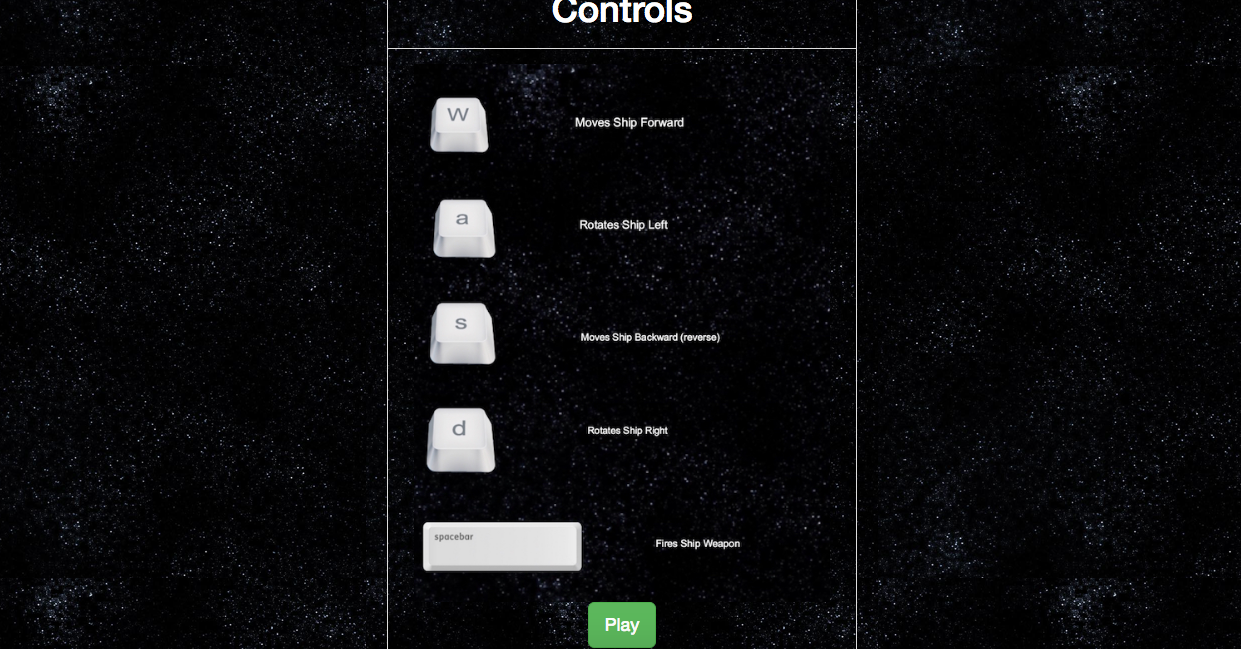 Controls
W
Moves Ship Forward
a
Rotates Ship Left
s
Moves Ship Backward (reverse)
d
Rotates Ship Right
spacebar
Fires Ship Weapon
Play